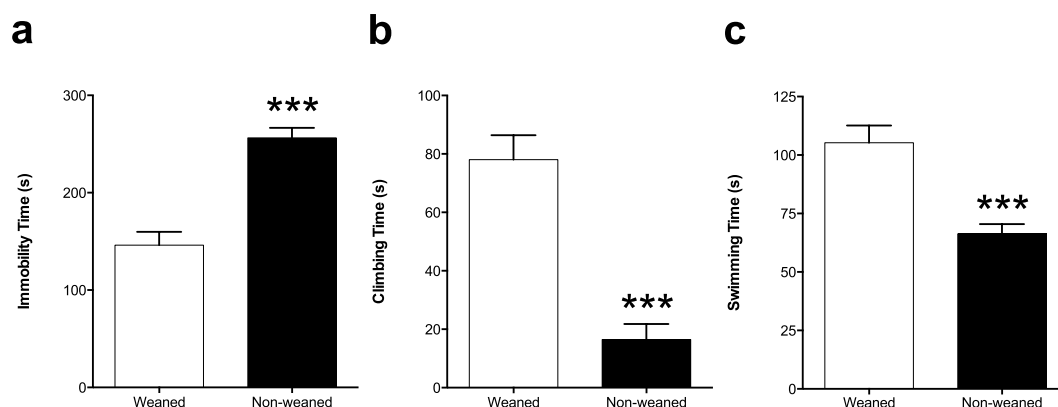 a
b
c
Immobility Time (s)
300
200
100
0
***
Weaned
Non-weaned
Climbing Time (s)
100
80
60
40
20
0
***
Weaned
Non-weaned
Swimming Time (s)
125
100
75
50
25
0
***
Weaned
Non-weaned